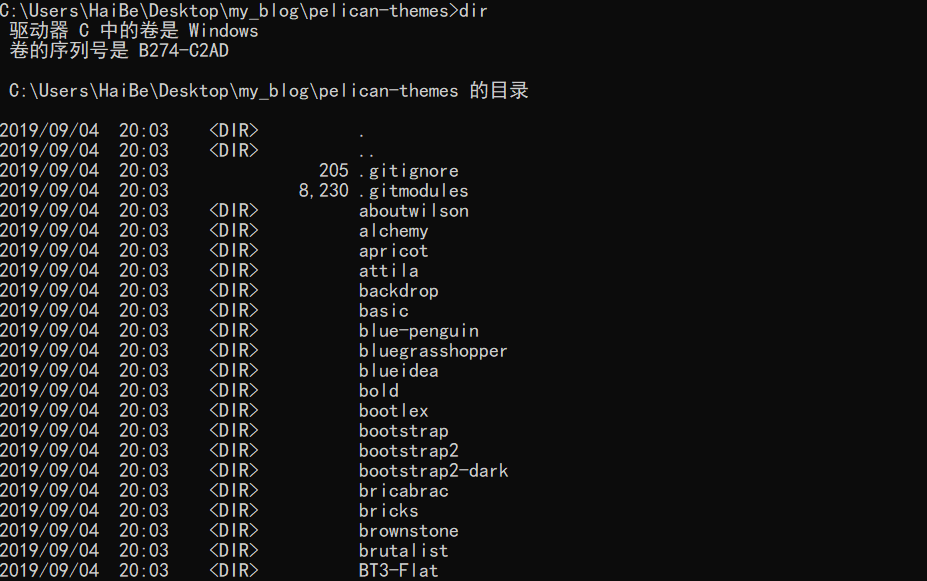 C:\Users\HaiBe\Desktop\my_blog\pelican-themes>dir
驱动器 C 中的卷是 Windows
卷的序列号是 B274-C2AD
C:\Users\HaiBe\Desktop\my_blog\pelican-themes 的目录
2019/09/04  20:03    <DIR>          .
2019/09/04  20:03    <DIR>          ..
2019/09/04  20:03               205 .gitignore
2019/09/04  20:03             8,230 .gitmodules
2019/09/04  20:03    <DIR>          aboutwilson
2019/09/04  20:03    <DIR>          alchemy
2019/09/04  20:03    <DIR>          apricot
2019/09/04  20:03    <DIR>          attila
2019/09/04  20:03    <DIR>          backdrop
2019/09/04  20:03    <DIR>          basic
2019/09/04  20:03    <DIR>          blue-penguin
2019/09/04  20:03    <DIR>          bluegrasshopper
2019/09/04  20:03    <DIR>          blueidea
2019/09/04  20:03    <DIR>          bold
2019/09/04  20:03    <DIR>          bootlex
2019/09/04  20:03    <DIR>          bootstrap
2019/09/04  20:03    <DIR>          bootstrap2
2019/09/04  20:03    <DIR>          bootstrap2-dark
2019/09/04  20:03    <DIR>          bricabrac
2019/09/04  20:03    <DIR>          bricks
2019/09/04  20:03    <DIR>          brownstone
2019/09/04  20:03    <DIR>          brutalist
2019/09/04  20:03    <DIR>          BT3-Flat